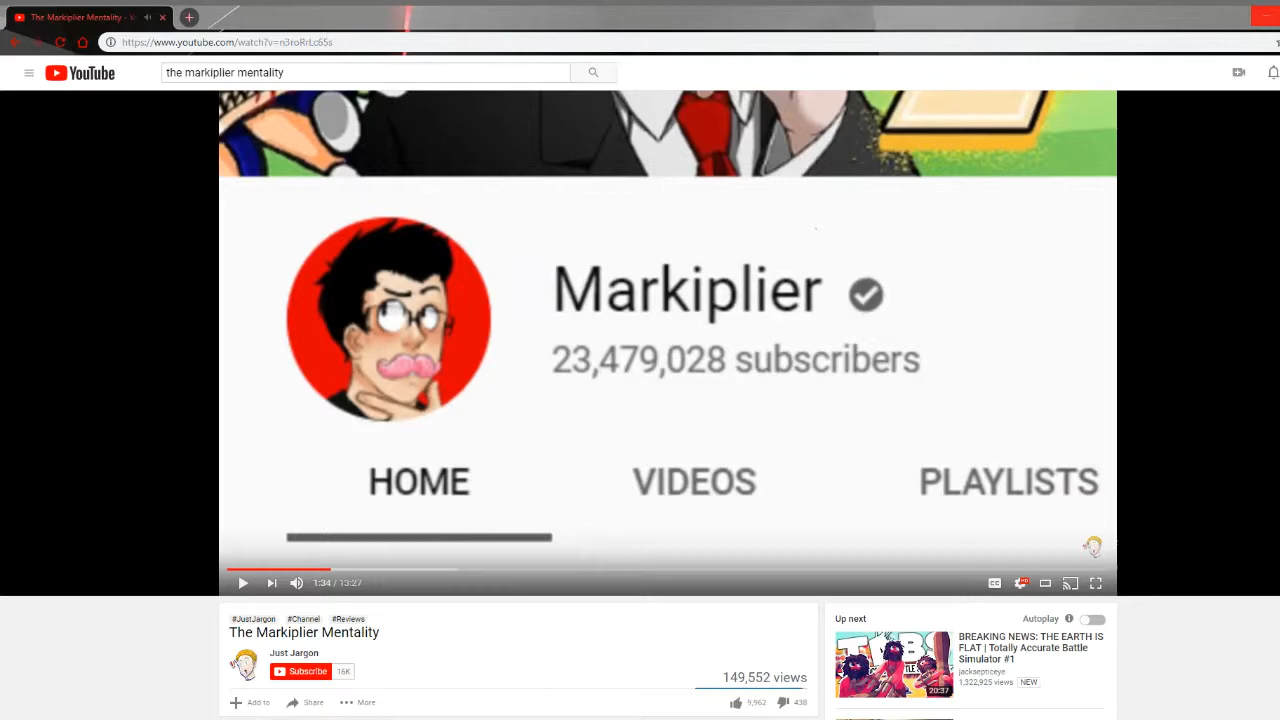 The Markiplier Mentality -
https://www.youtube.com/watch?v=n3roRrLc65s
YouTube
the markiplier mentality
Markiplier
23,479,028 subscribers
HOME VIDEOS PLAYLISTS
1:34 / 13:27
CC HD
#JustJargon #Channel #Reviews
The Markiplier Mentality
Just Jargon
Subscribe 16K
149,552 views
Add to Share More 9,962 438
Up next Autoplay
BREAKING NEWS: THE EARTH IS
FLAT | Totally Accurate Battle
Simulator #1
jacksepticeye
1,322,925 views NEW
20:37